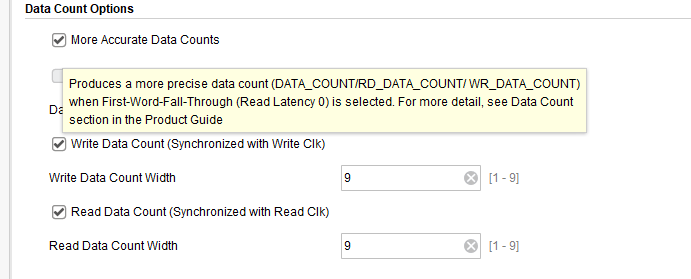 Data Count Options
More Accurate Data Counts
Produces a more precise data count (DATA_COUNT/RD_DATA_COUNT/ WR_DATA_COUNT)
when First-Word-Fall-Through (Read Latency 0) is selected. For more detail, see Data Count
section in the Product Guide
Da
Write Data Count (Synchronized with Write Clk)
Write Data Count Width 9 [1 - 9]
Read Data Count (Synchronized with Read Clk)
Read Data Count Width 9 [1 - 9]